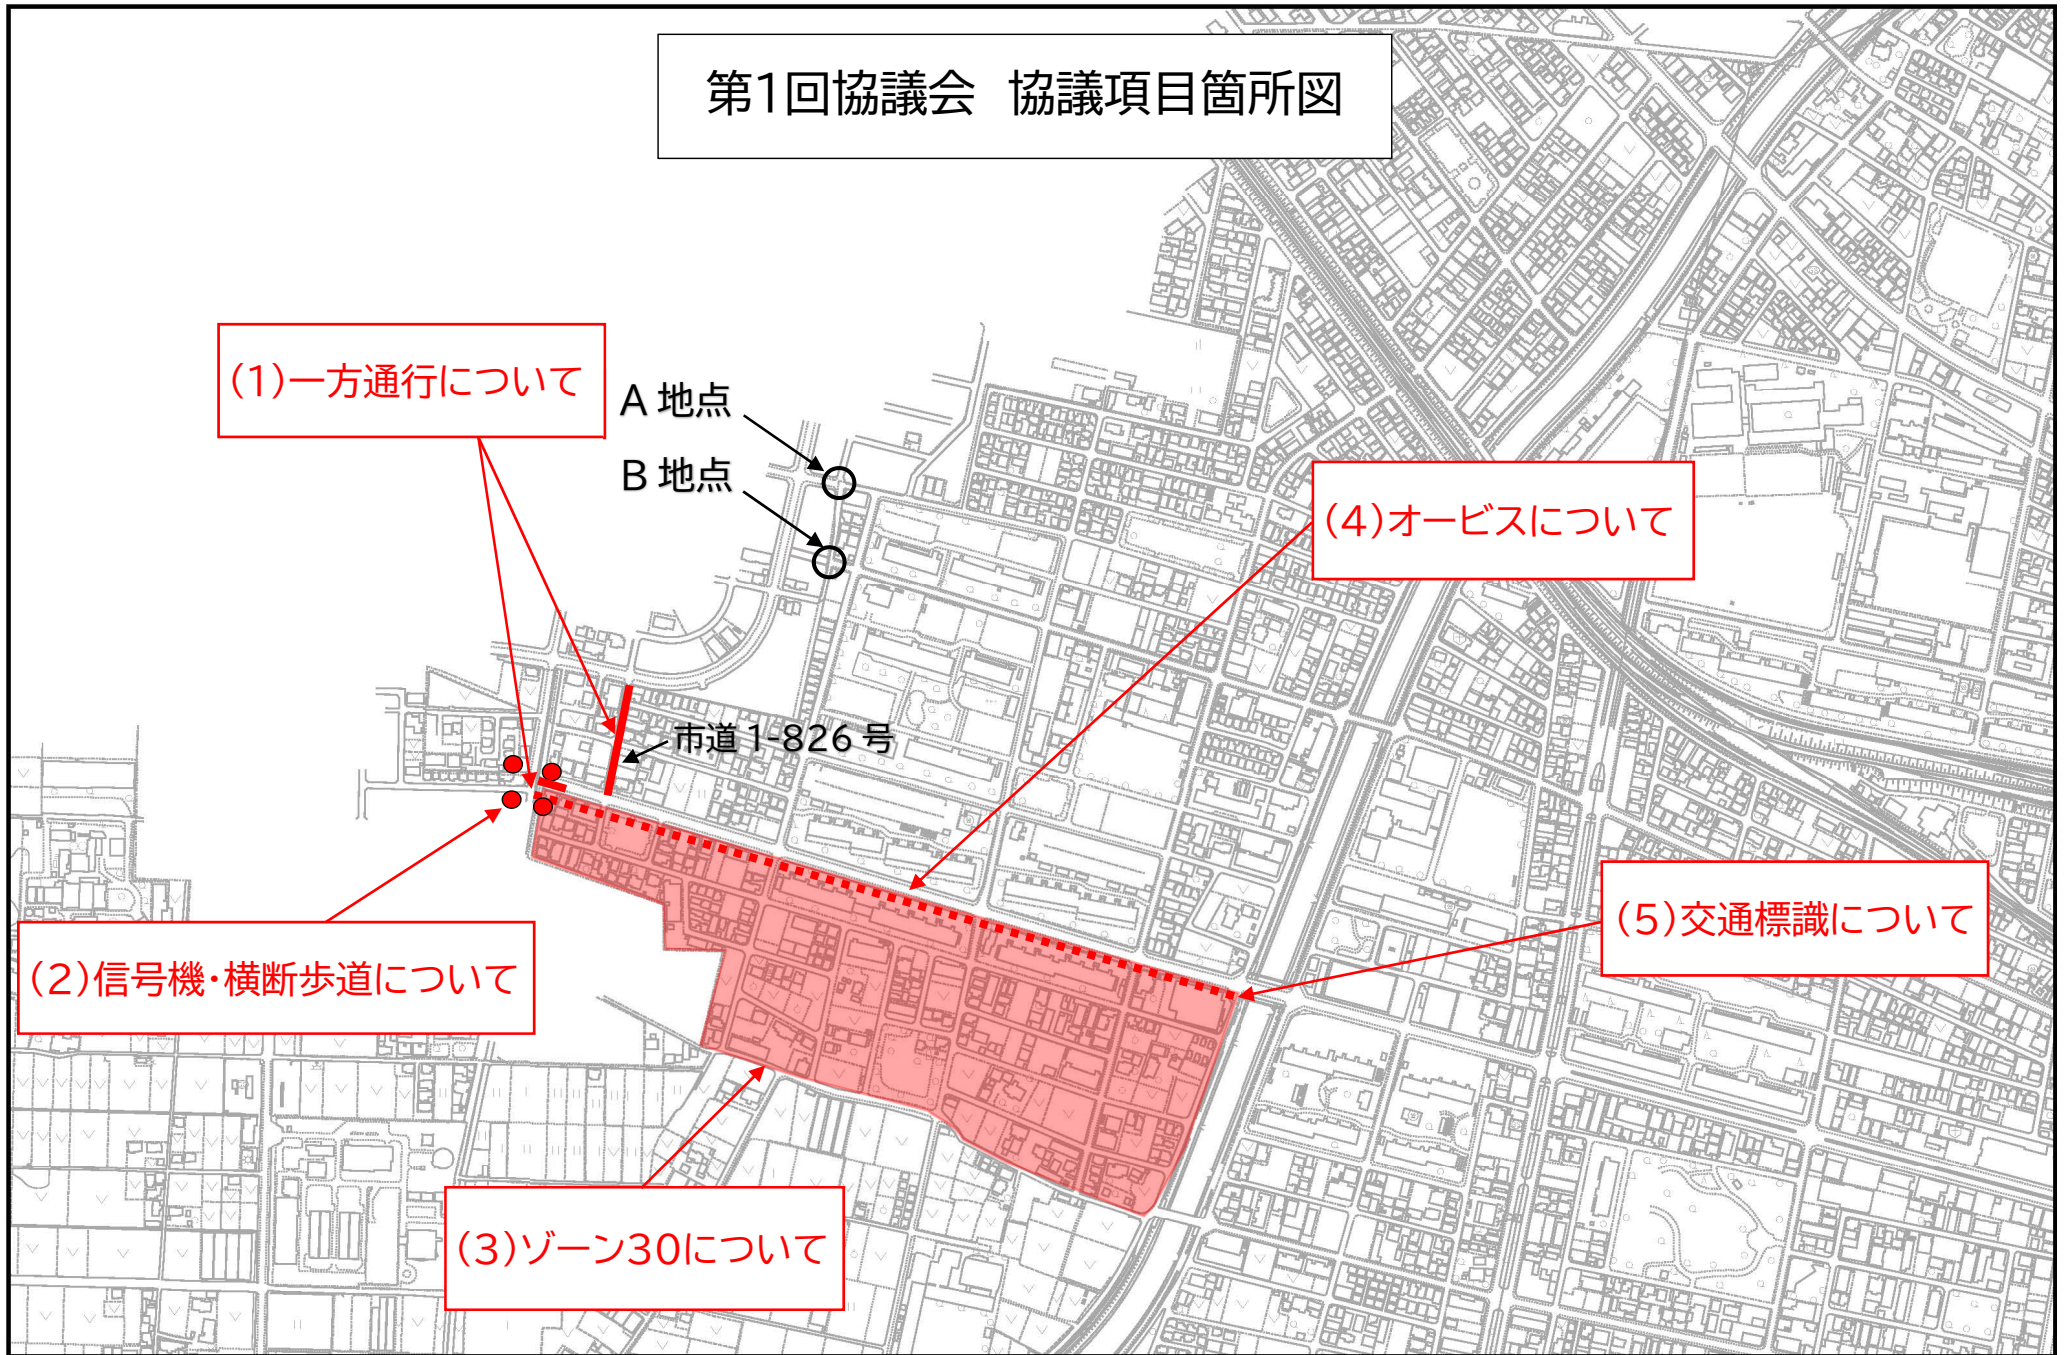 第1回協議会　協議項目箇所図
(1)一方通行について
A 地点
B 地点
(4)オービスについて
市道 1-826 号
(5)交通標識について
(2)信号機・横断歩道について
(3)ゾーン30について